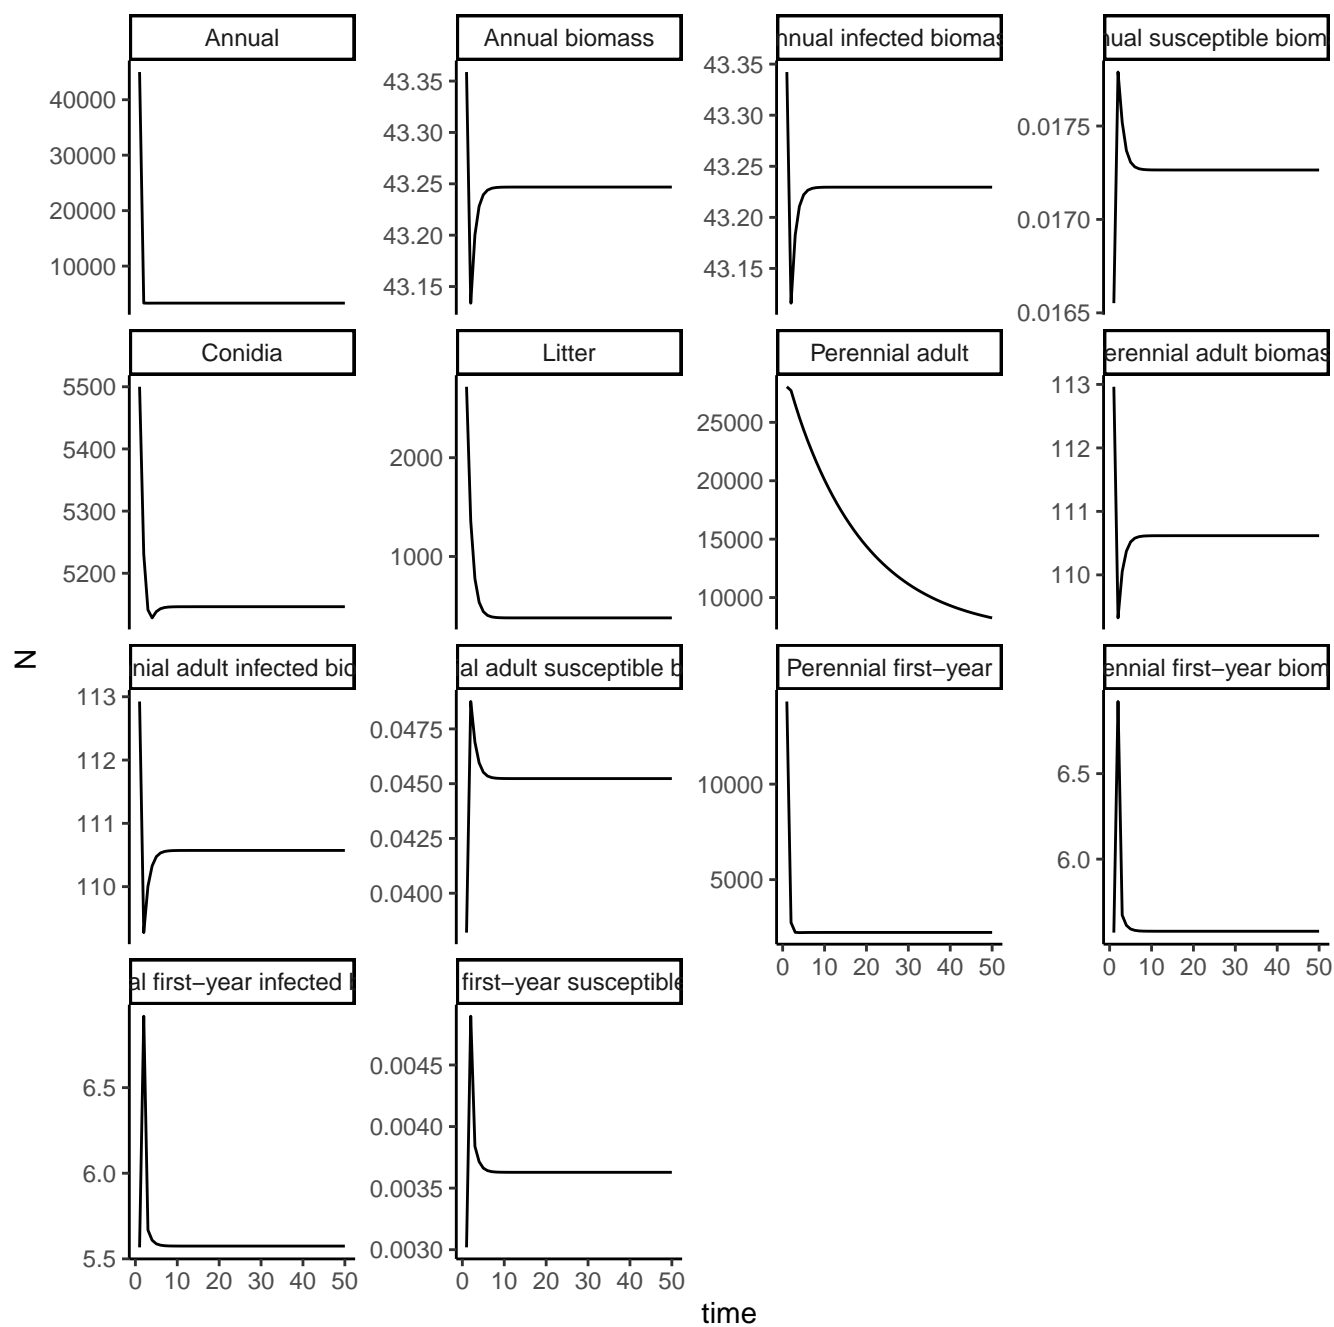 Annual
Annual biomass
nnual infected biomas
nual susceptible biom
40000
30000
20000
10000
43.35
43.30
43.25
43.20
43.15
43.35
43.30
43.25
43.20
43.15
0.0175
0.0170
0.0165
Conidia
Litter
Perennial adult
erennial adult biomas
5500
5400
5300
5200
2000
1000
25000
20000
15000
10000
113
112
111
110
N
nial adult infected bio
al adult susceptible b
Perennial first−year
ennial first−year biom
113
112
111
110
0.0475
0.0450
0.0425
0.0400
10000
5000
6.5
6.0
0 10 20 30 40 50
0 10 20 30 40 50
al first−year infected b
first−year susceptible
6.5
6.0
5.5
0.0045
0.0040
0.0035
0.0030
0 10 20 30 40 50
0 10 20 30 40 50
time